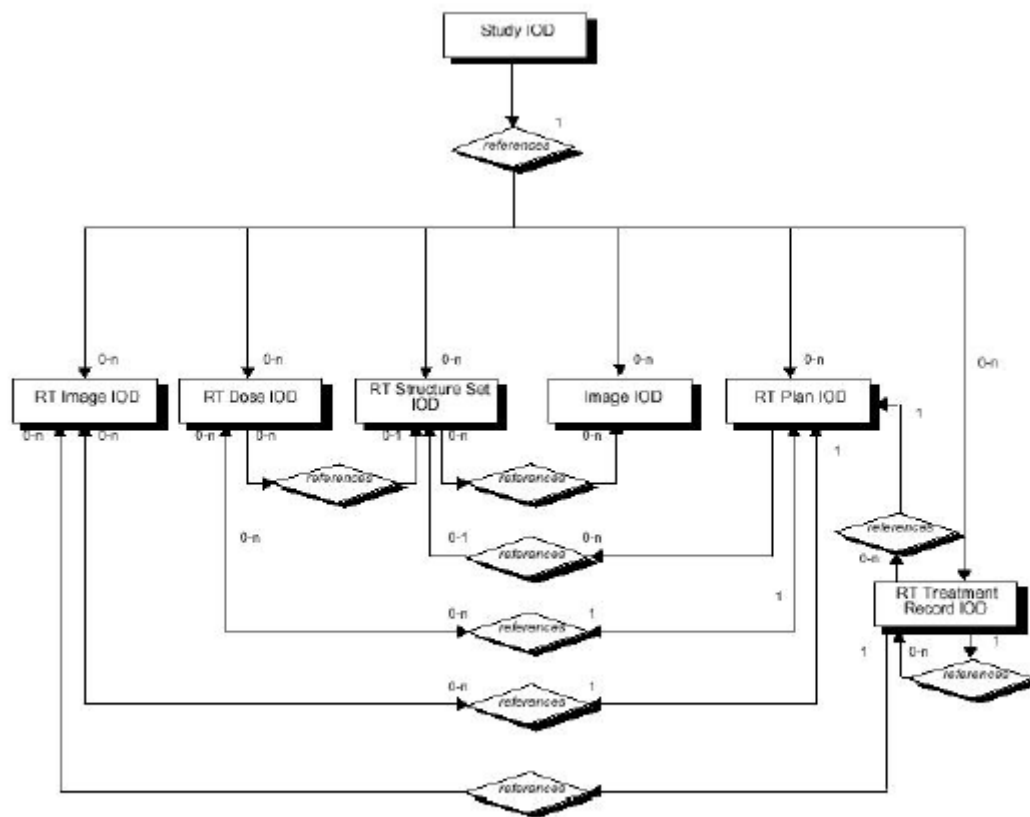 Study IOD
1
references
0-n
0-n
0-n
0-n
0-n
0-n
RT Image IOD
RT Dose IOD
RT Structure Set
IOD
Image IOD
RT Plan IOD
0-n
0-n
0-n
0-n
0-1
0-n
0-n
1
1
references
references
references
0-n
0-1
references
0-n
0-n
RT Treatment
Record IOD
1
0-n
references
1
1
0-n
1
references
0-n
references
1
references